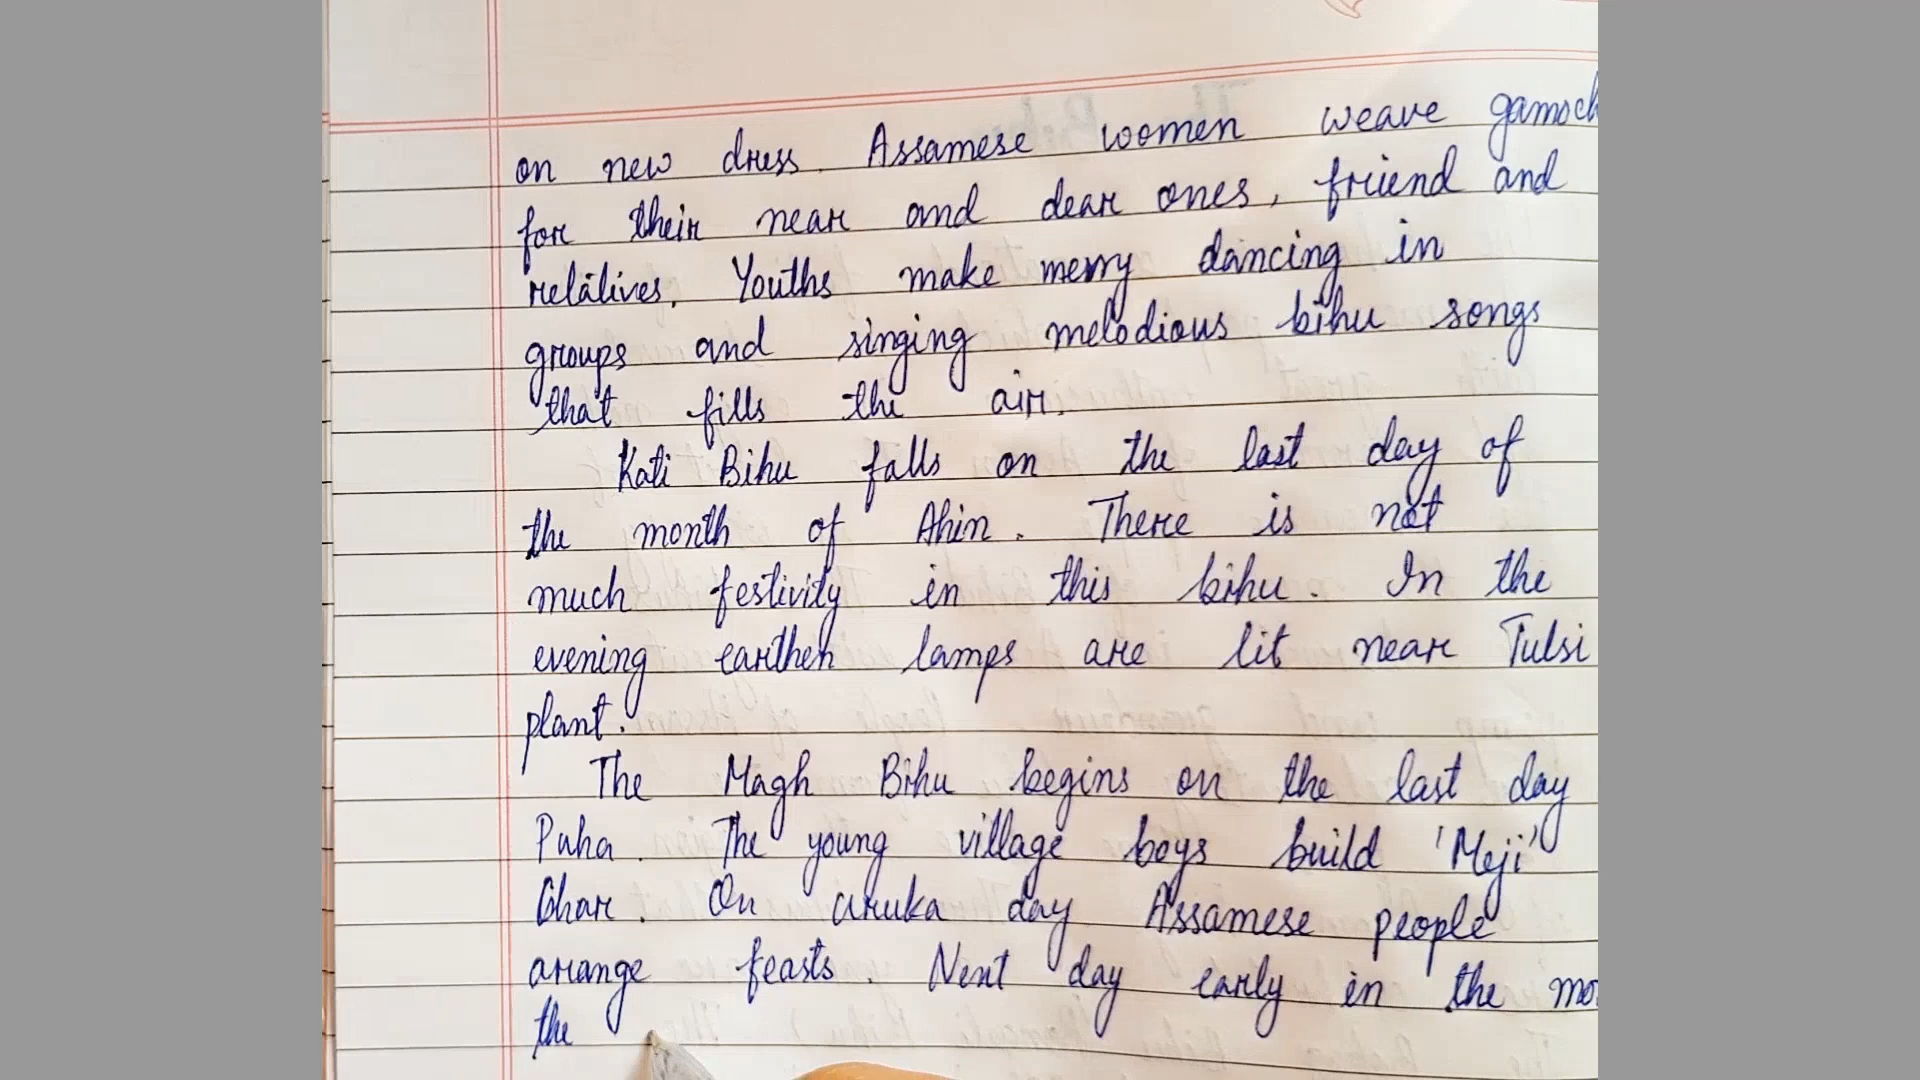 on new dress. Assamese women weave gamoch
for their near and dear ones, friend and
relatives. Youths make merry dancing in
groups and singing melodious bihu songs
that fills the air.
Kati Bihu falls on the last day of
the month of Ahin. There is not
much festivity in this bihu. In the
evening earthen lamps are lit near Tulsi
plant.
The Magh Bihu begins on the last day
Puha. The young village boys build 'Meji'
Ghar. On uruka day Assamese people
arange feasts. Next day early in the mo
the